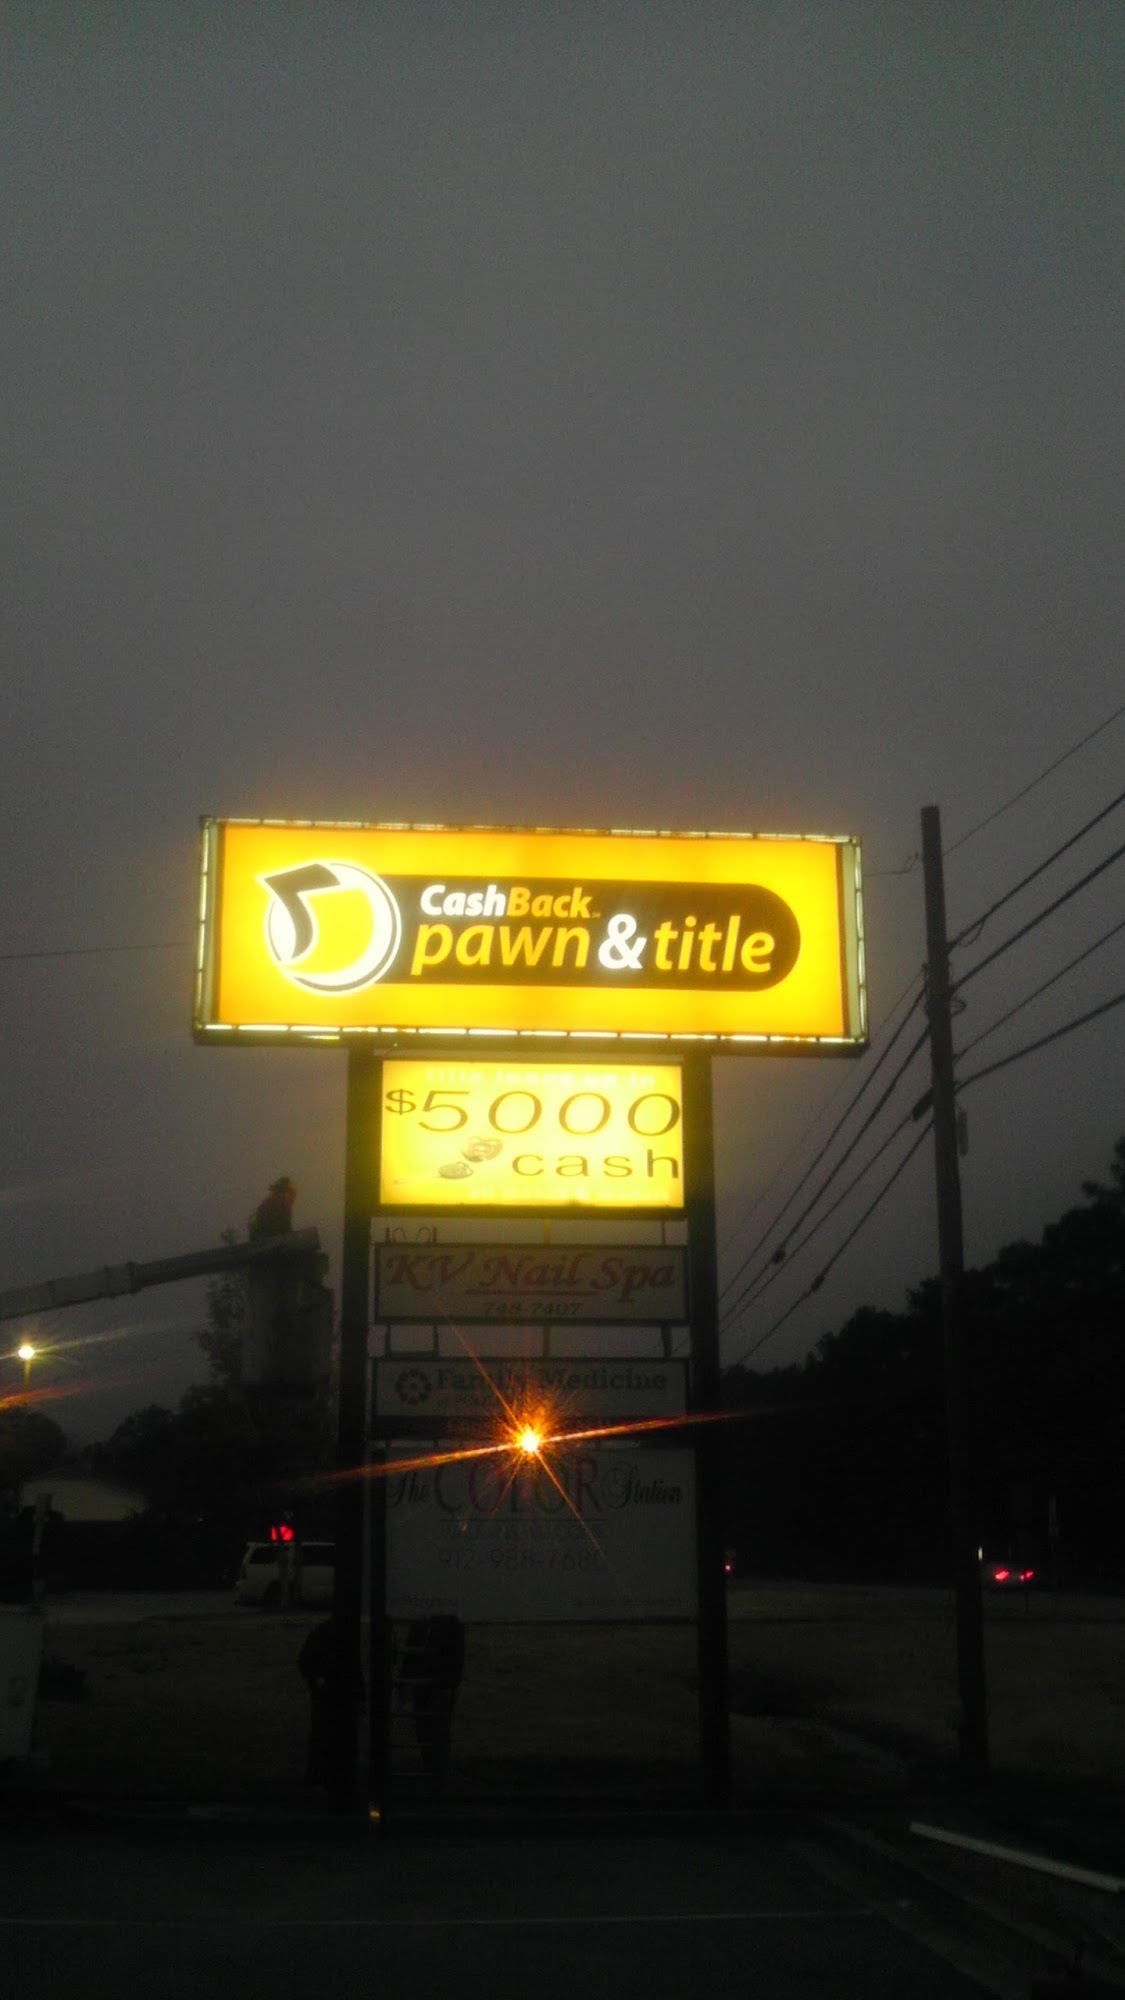 CashBack
pawn & title
title loans up to
$5000
cash
KV Nail Spa
748-7407
Family Medicine
The COLOR Station
912-988-7680